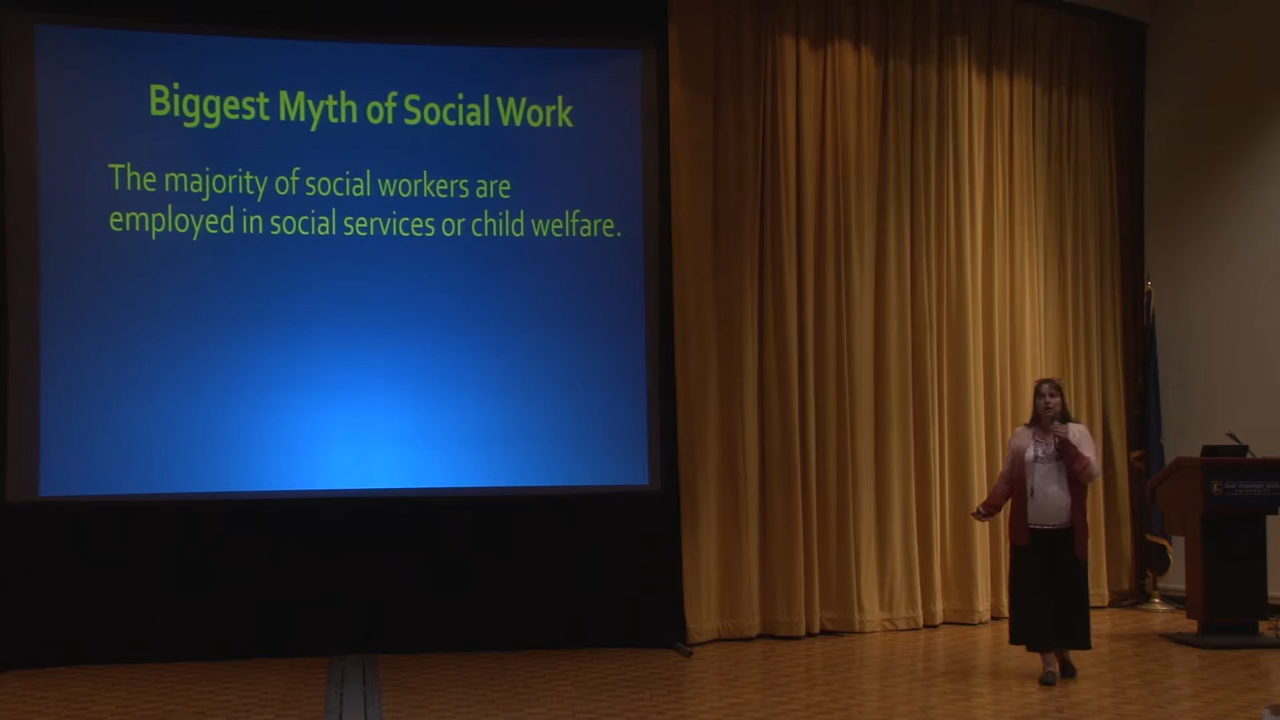 Biggest Myth of Social Work
The majority of social workers are
employed in social services or child welfare.